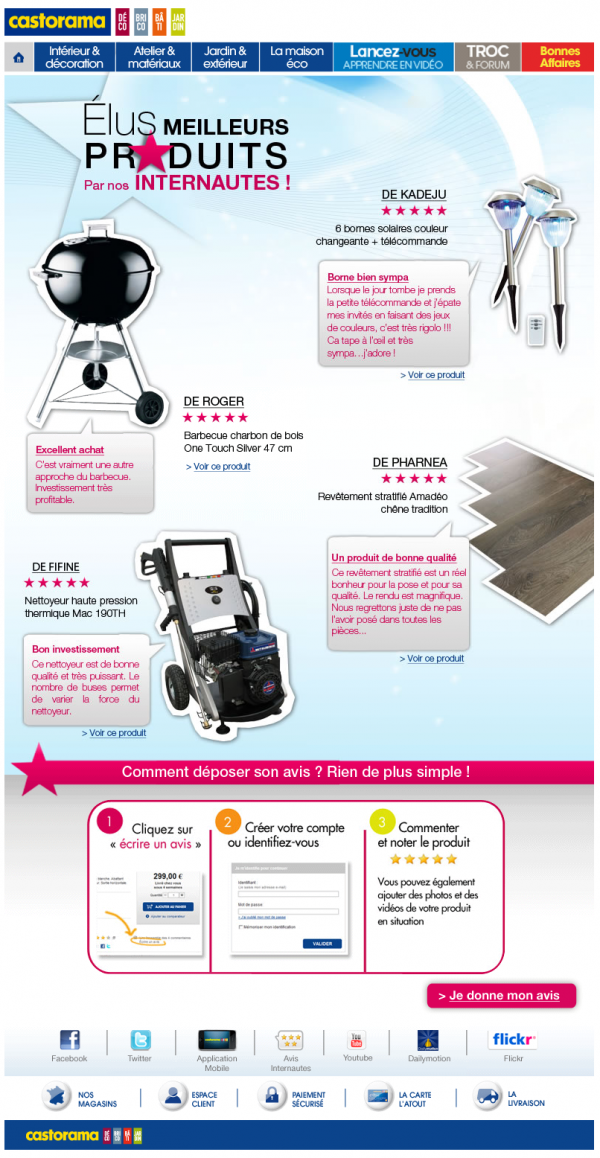 castorama DÉCO BRICO BÂTI JARDIN
Intérieur & décoration
Atelier & matériaux
Jardin & extérieur
La maison éco
Lancez-vous APPRENDRE EN VIDÉO
TROC & FORUM
Bonnes Affaires
Élus MEILLEURS
PRODUITS
Par nos INTERNAUTES !
DE KADEJU
6 bornes solaires couleur
changeante + télécommande
Borne bien sympa
Lorsque le jour tombe je prends
la petite télécommande et j'épate
mes invités en faisant des jeux
de couleurs, c'est très rigolo !!!
Ca tape à l'œil et très
sympa...j'adore !
> Voir ce produit
DE ROGER
Barbecue charbon de bois
One Touch Silver 47 cm
> Voir ce produit
Excellent achat
C'est vraiment une autre
approche du barbecue.
Investissement très
profitable.
DE PHARNEA
Revêtement stratifié Amadéo
chêne tradition
Un produit de bonne qualité
Ce revêtement stratifié est un réel
bonheur pour la pose et pour sa
qualité. Le rendu est magnifique.
Nous regrettons juste de ne pas
l'avoir posé dans toutes les
pièces...
> Voir ce produit
DE FIFINE
Nettoyeur haute pression
thermique Mac 190TH
Bon investissement
Ce nettoyeur est de bonne
qualité et très puissant. Le
nombre de buses permet
de varier la force du
nettoyeur.
> Voir ce produit
Comment déposer son avis ? Rien de plus simple !
1
Cliquez sur
« écrire un avis »
299,00 €
AJOUTER AU PANIER
2
Créer votre compte
ou identifiez-vous
Identifiant :
Mot de passe :
Mémoriser mon identification
VALIDER
3
Commenter
et noter le produit
Vous pouvez également
ajouter des photos et des
vidéos de votre produit
en situation
> Je donne mon avis
Facebook
Twitter
Application Mobile
Avis Internautes
You Tube
Youtube
Dailymotion
flickr
Flickr
NOS MAGASINS
ESPACE CLIENT
PAIEMENT SÉCURISÉ
LA CARTE L'ATOUT
LA LIVRAISON
castorama DÉCO BRICO BÂTI JARDIN